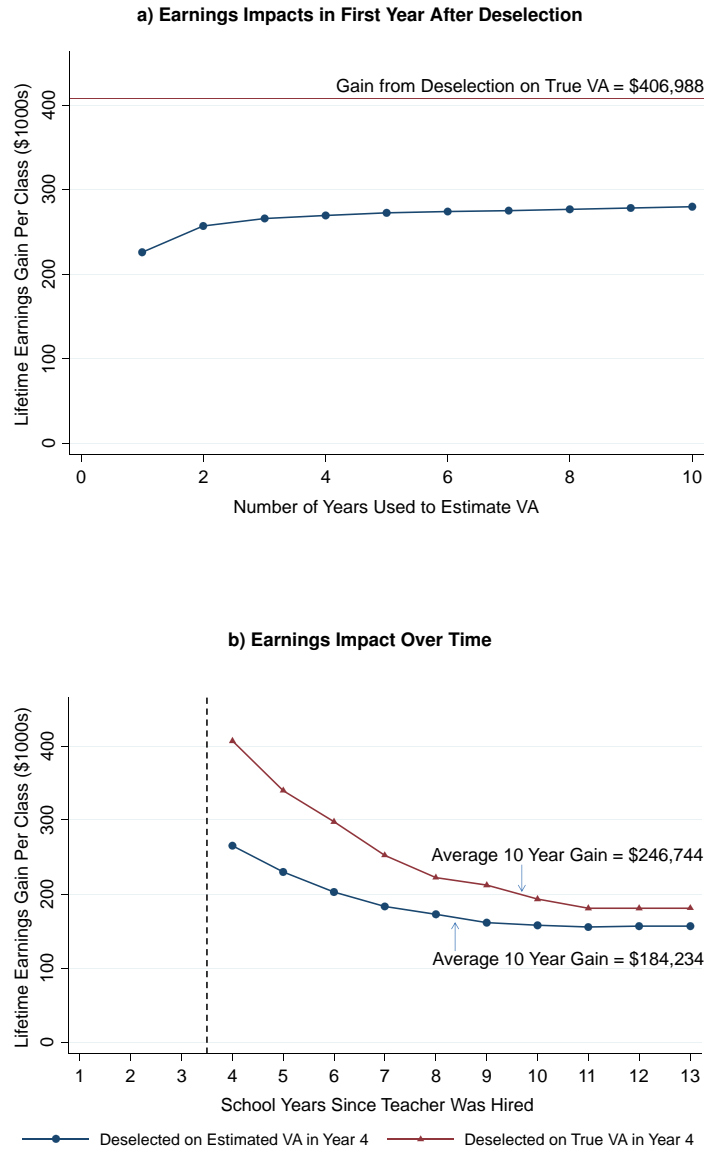 a) Earnings Impacts in First Year After Deselection
Lifetime Earnings Gain Per Class ($1000s)
Gain from Deselection on True VA = $406,988
400
300
200
100
0
0 2 4 6 8 10
Number of Years Used to Estimate VA
b) Earnings Impact Over Time
Lifetime Earnings Gain Per Class ($1000s)
400
300
200
100
0
Average 10 Year Gain = $246,744
Average 10 Year Gain = $184,234
1 2 3 4 5 6 7 8 9 10 11 12 13
School Years Since Teacher Was Hired
Deselected on Estimated VA in Year 4 Deselected on True VA in Year 4